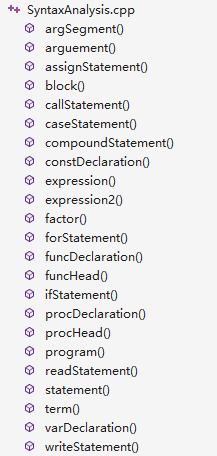 SyntaxAnalysis.cpp
argSegment()
arguement()
assignStatement()
block()
callStatement()
caseStatement()
compoundStatement()
constDeclaration()
expression()
expression2()
factor()
forStatement()
funcDeclaration()
funcHead()
ifStatement()
procDeclaration()
procHead()
program()
readStatement()
statement()
term()
varDeclaration()
writeStatement()